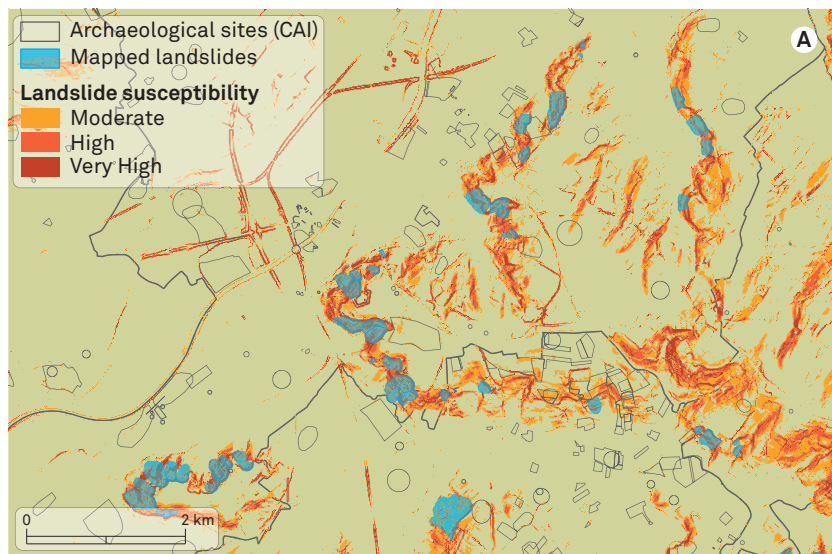 Archaeological sites (CAI)
Mapped landslides
Landslide susceptibility
Moderate
High
Very High
A
0 2 km